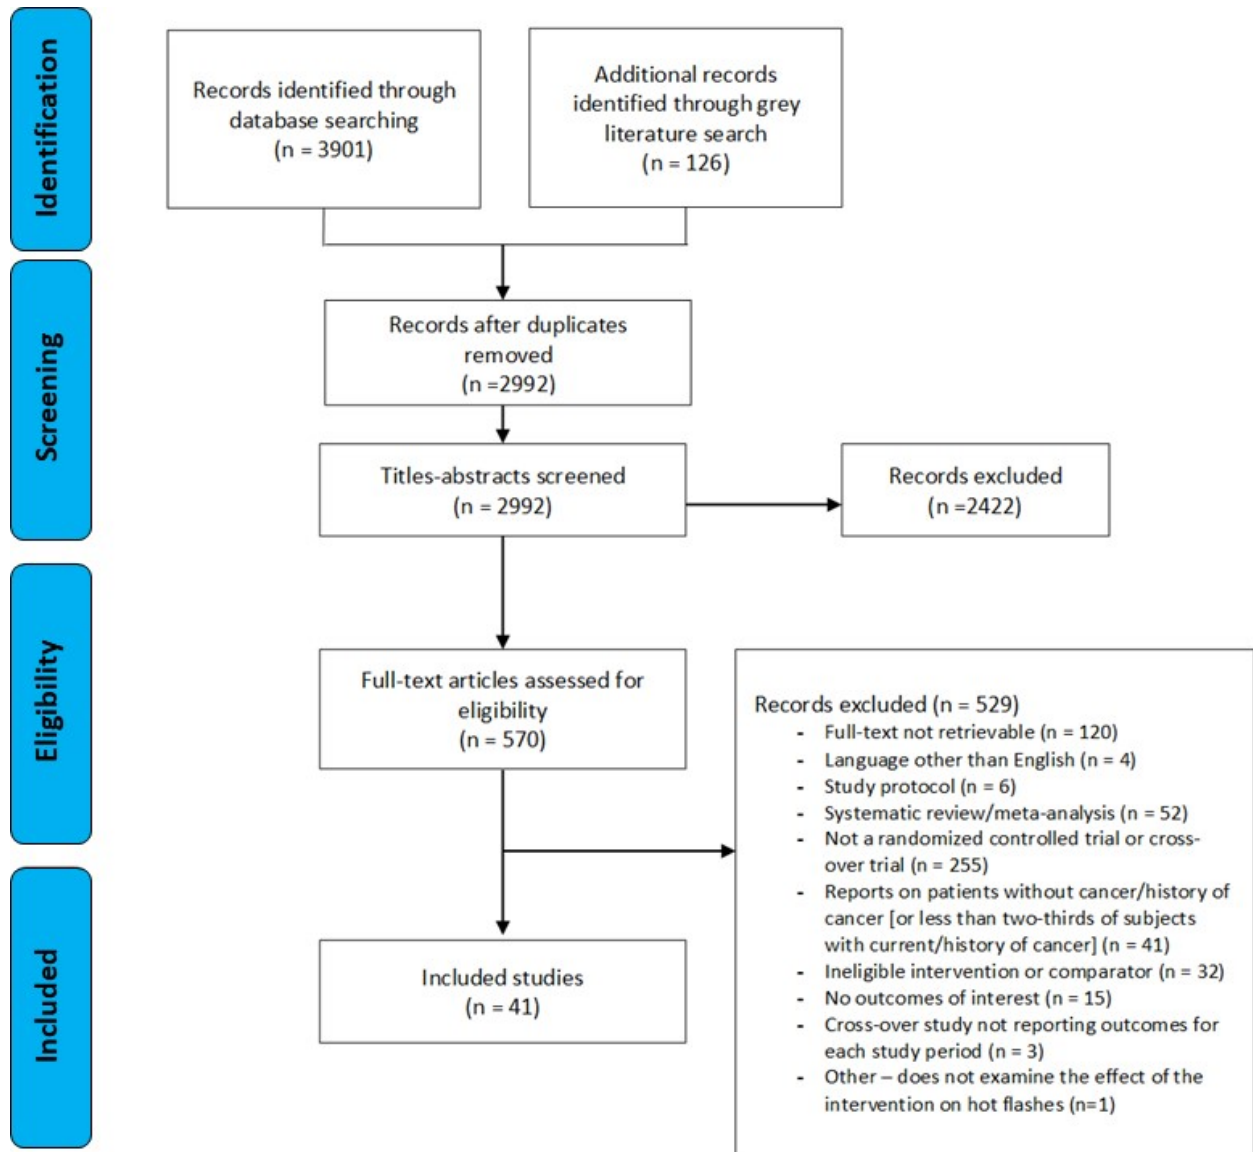 Identification
Records identified through
database searching
(n = 3901)
Additional records
identified through grey
literature search
(n = 126)
Screening
Records after duplicates
removed
(n =2992)
Titles-abstracts screened
(n = 2992)
Records excluded
(n =2422)
Eligibility
Full-text articles assessed for
eligibility
(n = 570)
Records excluded (n = 529)
- Full-text not retrievable (n = 120)
- Language other than English (n = 4)
- Study protocol (n = 6)
- Systematic review/meta-analysis (n = 52)
- Not a randomized controlled trial or cross-
over trial (n = 255)
- Reports on patients without cancer/history of
cancer [or less than two-thirds of subjects
with current/history of cancer] (n = 41)
- Ineligible intervention or comparator (n = 32)
- No outcomes of interest (n = 15)
- Cross-over study not reporting outcomes for
each study period (n = 3)
- Other – does not examine the effect of the
intervention on hot flashes (n=1)
Included
Included studies
(n = 41)